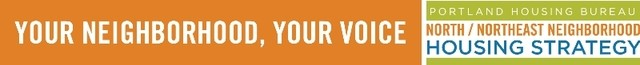 YOUR NEIGHBORHOOD, YOUR VOICE
PORTLAND HOUSING BUREAU
NORTH / NORTHEAST NEIGHBORHOOD
HOUSING STRATEGY